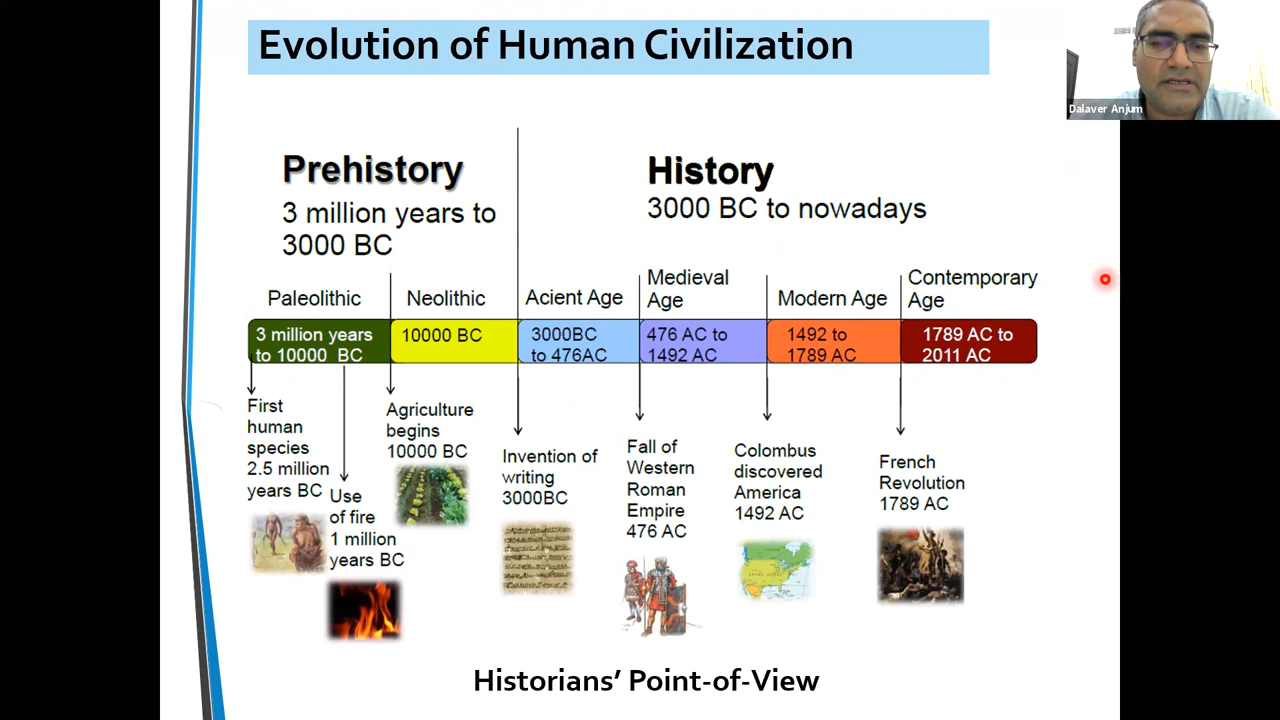 Evolution of Human Civilization
Dalaver Anjum
Prehistory
3 million years to
3000 BC
History
3000 BC to nowadays
Paleolithic
Neolithic
Acient Age
Medieval
Age
Modern Age
Contemporary
Age
3 million years
to 10000 BC
10000 BC
3000BC
to 476AC
476 AC to
1492 AC
1492 to
1789 AC
1789 AC to
2011 AC
First
human
species
2.5 million
years BC
Use
of fire
1 million
years BC
Agriculture
begins
10000 BC
Invention of
writing
3000BC
Fall of
Western
Roman
Empire
476 AC
Colombus
discovered
America
1492 AC
French
Revolution
1789 AC
Historians’ Point-of-View